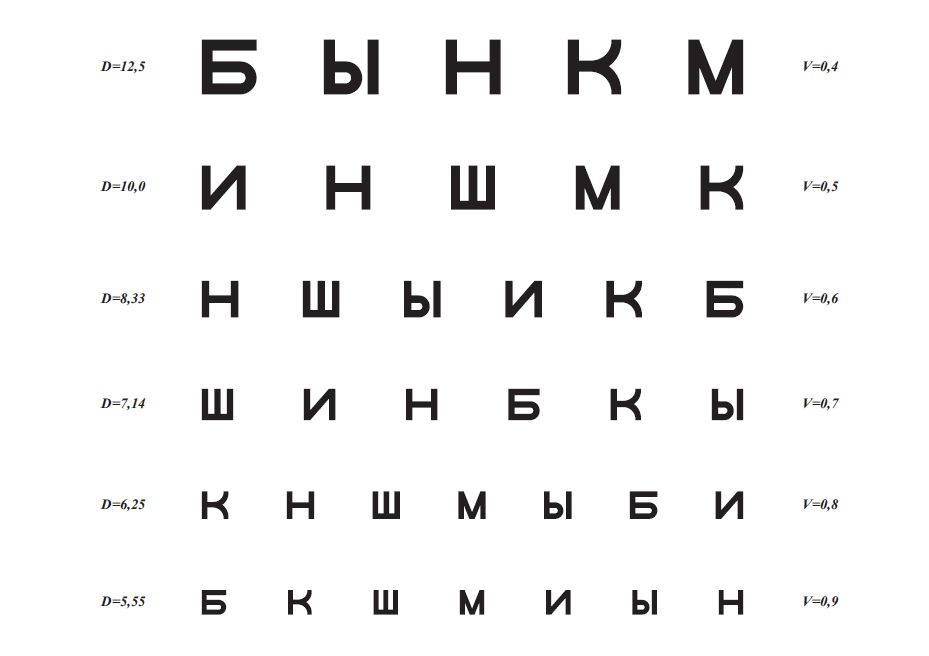 D=12,5 Б Ы Н К М V=0,4
D=10,0 И Н Ш М К V=0,5
D=8,33 Н Ш Ы И К Б V=0,6
D=7,14 Ш И Н Б К Ы V=0,7
D=6,25 К Н Ш М Ы Б И V=0,8
D=5,55 Б К Ш М И Ы Н V=0,9